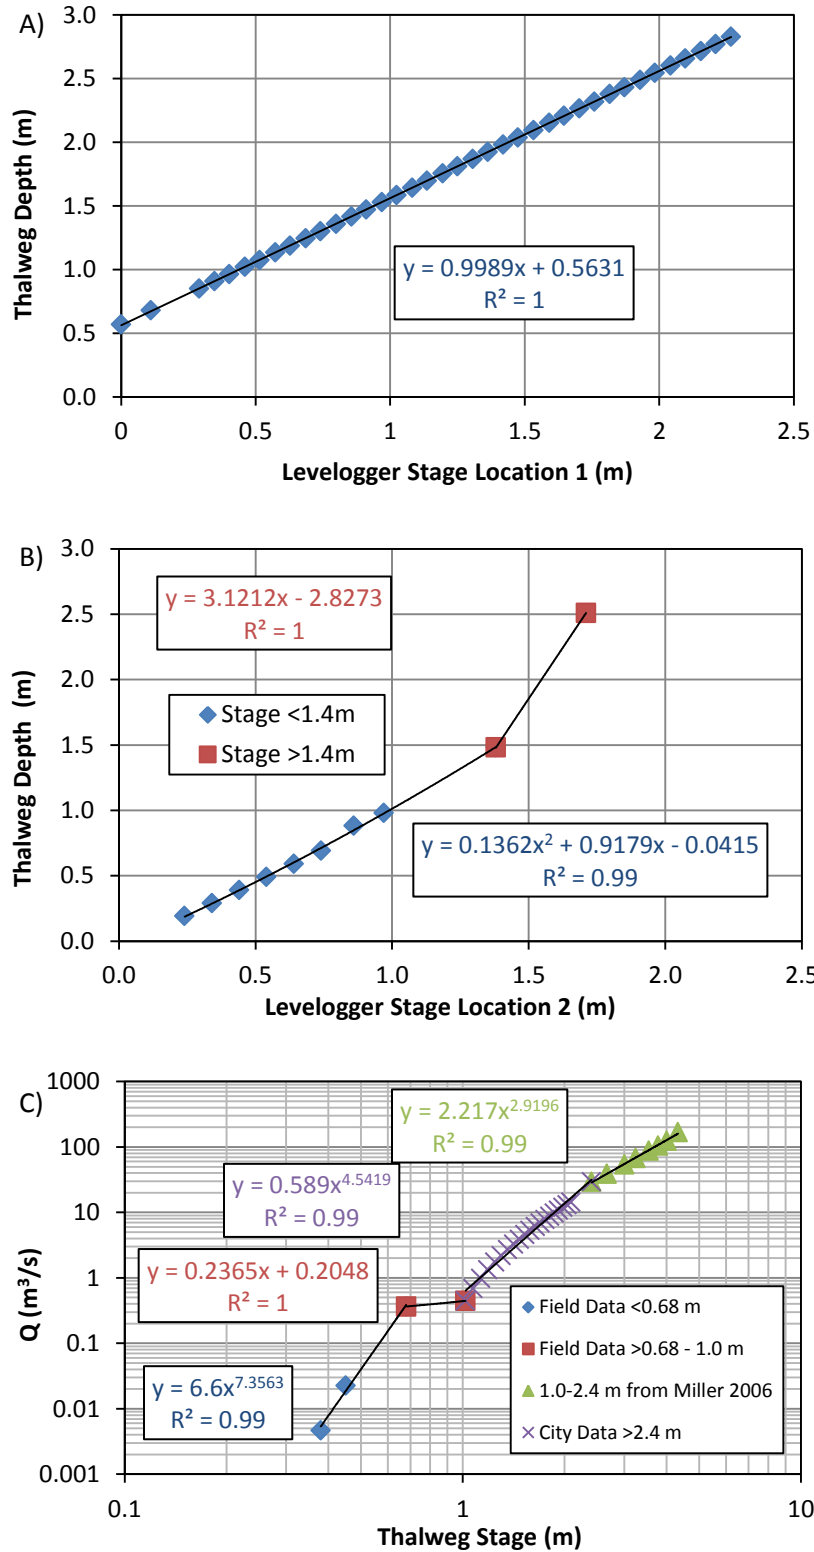 A)
3.0
2.5
2.0
1.5
1.0
0.5
0.0
Thalweg Depth (m)
y = 0.9989x + 0.5631
R² = 1
0 0.5 1 1.5 2 2.5
Levelogger Stage Location 1 (m)
B)
3.0
2.5
2.0
1.5
1.0
0.5
0.0
Thalweg Depth (m)
y = 3.1212x - 2.8273
R² = 1
Stage <1.4m
Stage >1.4m
y = 0.1362x² + 0.9179x - 0.0415
R² = 0.99
0.0 0.5 1.0 1.5 2.0 2.5
Levelogger Stage Location 2 (m)
C)
1000
100
10
1
0.1
0.01
0.001
Q (m³/s)
y = 2.217x^2.9196
R² = 0.99
y = 0.589x^4.5419
R² = 0.99
y = 0.2365x + 0.2048
R² = 1
y = 6.6x^7.3563
R² = 0.99
Field Data <0.68 m
Field Data >0.68 - 1.0 m
1.0-2.4 m from Miller 2006
City Data >2.4 m
0.1 1 10
Thalweg Stage (m)